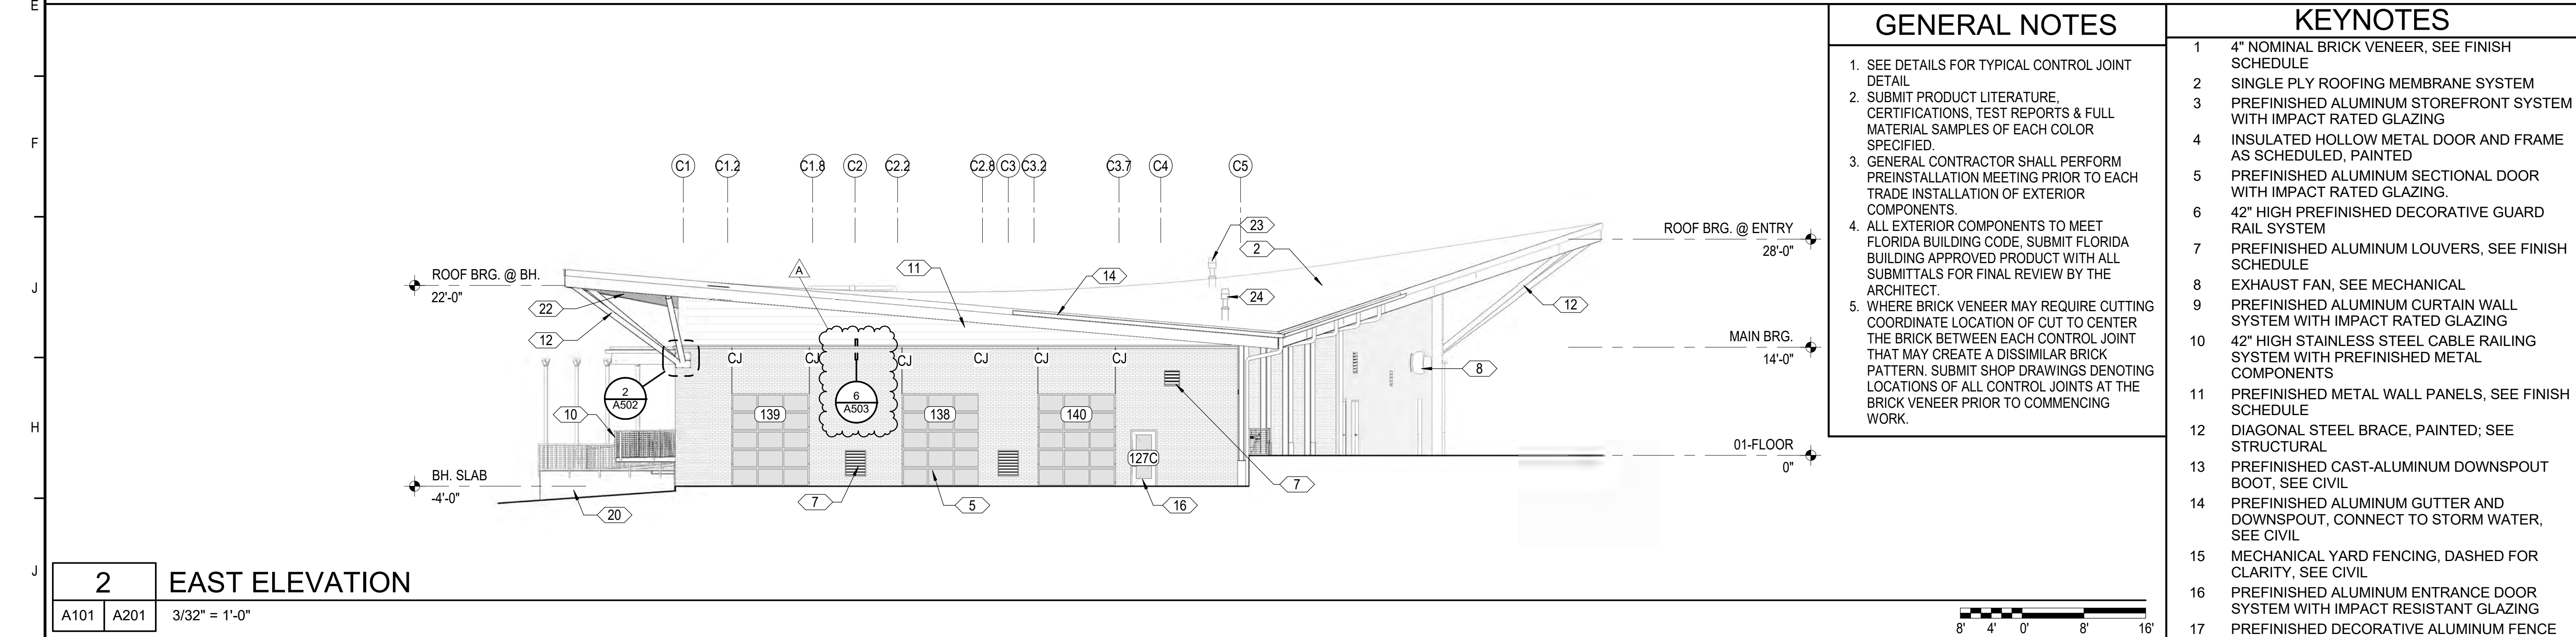 E
F
J
H
J
C1
C1.2
C1.8
C2
C2.2
C2.8
C3
C3.2
C3.7
C4
C5
23
2
ROOF BRG. @ ENTRY
28'-0"
A
11
14
ROOF BRG. @ BH.
22'-0"
24
22
12
12
MAIN BRG.
14'-0"
CJ
CJ
CJ
CJ
CJ
CJ
8
2
A502
6
A503
10
139
138
140
127C
01-FLOOR
0"
BH. SLAB
-4'-0"
7
5
16
7
20
2
EAST ELEVATION
A101
A201
3/32" = 1'-0"
8'
4'
0'
8'
16'
GENERAL NOTES
1. SEE DETAILS FOR TYPICAL CONTROL JOINT
DETAIL
2. SUBMIT PRODUCT LITERATURE,
CERTIFICATIONS, TEST REPORTS & FULL
MATERIAL SAMPLES OF EACH COLOR
SPECIFIED.
3. GENERAL CONTRACTOR SHALL PERFORM
PREINSTALLATION MEETING PRIOR TO EACH
TRADE INSTALLATION OF EXTERIOR
COMPONENTS.
4. ALL EXTERIOR COMPONENTS TO MEET
FLORIDA BUILDING CODE, SUBMIT FLORIDA
BUILDING APPROVED PRODUCT WITH ALL
SUBMITTALS FOR FINAL REVIEW BY THE
ARCHITECT.
5. WHERE BRICK VENEER MAY REQUIRE CUTTING
COORDINATE LOCATION OF CUT TO CENTER
THE BRICK BETWEEN EACH CONTROL JOINT
THAT MAY CREATE A DISSIMILAR BRICK
PATTERN. SUBMIT SHOP DRAWINGS DENOTING
LOCATIONS OF ALL CONTROL JOINTS AT THE
BRICK VENEER PRIOR TO COMMENCING
WORK.
KEYNOTES
1 4" NOMINAL BRICK VENEER, SEE FINISH
SCHEDULE
2 SINGLE PLY ROOFING MEMBRANE SYSTEM
3 PREFINISHED ALUMINUM STOREFRONT SYSTEM
WITH IMPACT RATED GLAZING
4 INSULATED HOLLOW METAL DOOR AND FRAME
AS SCHEDULED, PAINTED
5 PREFINISHED ALUMINUM SECTIONAL DOOR
WITH IMPACT RATED GLAZING.
6 42" HIGH PREFINISHED DECORATIVE GUARD
RAIL SYSTEM
7 PREFINISHED ALUMINUM LOUVERS, SEE FINISH
SCHEDULE
8 EXHAUST FAN, SEE MECHANICAL
9 PREFINISHED ALUMINUM CURTAIN WALL
SYSTEM WITH IMPACT RATED GLAZING
10 42" HIGH STAINLESS STEEL CABLE RAILING
SYSTEM WITH PREFINISHED METAL
COMPONENTS
11 PREFINISHED METAL WALL PANELS, SEE FINISH
SCHEDULE
12 DIAGONAL STEEL BRACE, PAINTED; SEE
STRUCTURAL
13 PREFINISHED CAST-ALUMINUM DOWNSPOUT
BOOT, SEE CIVIL
14 PREFINISHED ALUMINUM GUTTER AND
DOWNSPOUT, CONNECT TO STORM WATER,
SEE CIVIL
15 MECHANICAL YARD FENCING, DASHED FOR
CLARITY, SEE CIVIL
16 PREFINISHED ALUMINUM ENTRANCE DOOR
SYSTEM WITH IMPACT RESISTANT GLAZING
17 PREFINISHED DECORATIVE ALUMINUM FENCE